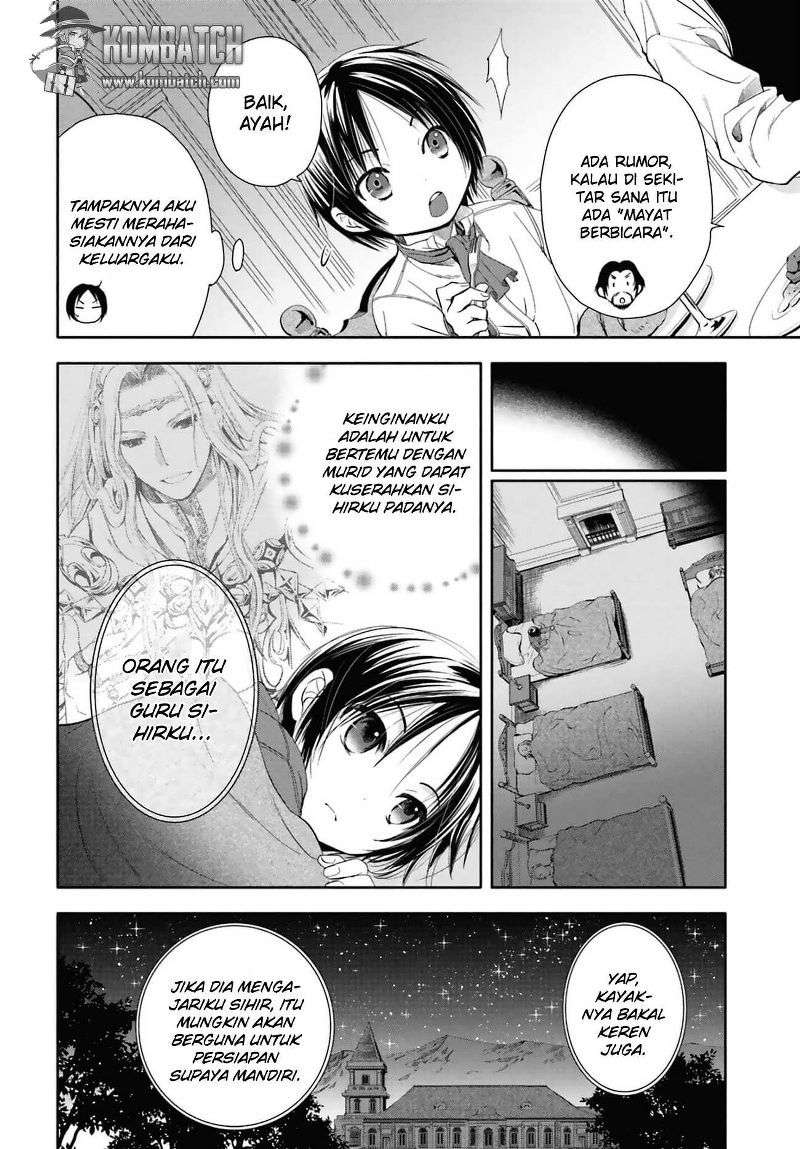 KOMBATCH
www.kombatch.com
ADA RUMOR,
KALAU DI SEKI-
TAR SANA ITU
ADA "MAYAT
BERBICARA".
BAIK,
AYAH!
TAMPAKNYA AKU
MESTI MERAHA-
SIAKANNYA DARI
KELUARGAKU.
KEINGINANKU
ADALAH UNTUK
BERTEMU DENGAN
MURID YANG DAPAT
KUSERAHKAN SI-
HIRKU PADANYA.
ORANG ITU
SEBAGAI
GURU SI-
HIRKU...
YAP,
KAYAK-
NYA BAKAL
KEREN
JUGA.
JIKA DIA MENGA-
JARIKU SIHIR, ITU
MUNGKIN AKAN
BERGUNA UNTUK
PERSIAPAN
SUPAYA MANDIRI.